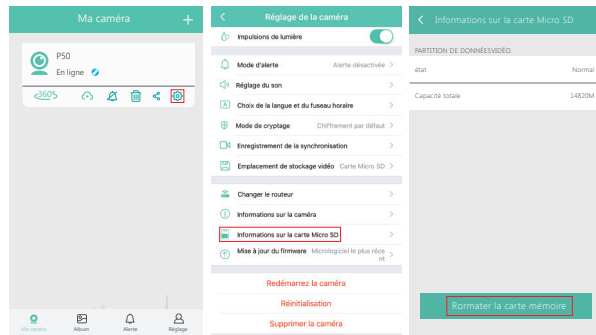 Ma caméra
+
P50
En ligne
360°
Ma caméra
Album
Alerte
Réglage
Réglage de la caméra
Impulsions de lumière
Mode d'alerte Alerte désactivée
Réglage du son
Choix de la langue et du fuseau horaire
Mode de cryptage Chiffrement par défaut
Enregistrement de la synchronisation
Emplacement de stockage vidéo Carte Micro SD
Changer le routeur
Informations sur la caméra
Informations sur la carte Micro SD
Mise à jour du firmware Micrologiciel le plus réce
nt
Redémarrez la caméra
Réinitialisation
Supprimer la caméra
Informations sur la carte Micro SD
PARTITION DE DONNÉESVIDÉO
état Normal
Capacité totale 14820M
Rormater la carte mémoire